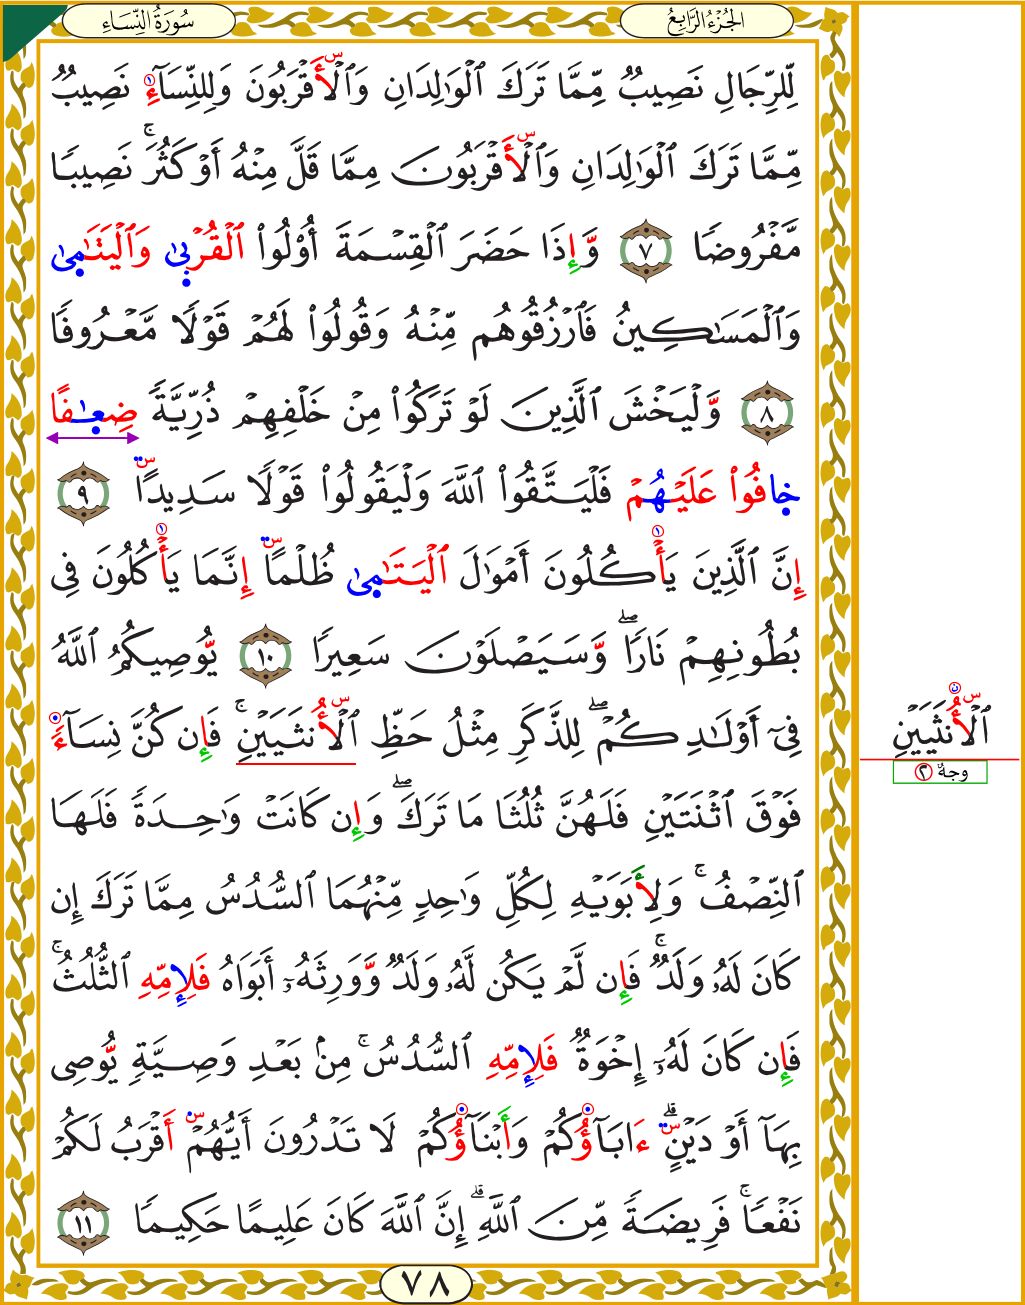 سُورَةُ النِّسَاءِ
الجُزْءُ الرَّابِعُ
لِّلرِّجَالِ نَصِيبٌ مِّمَّا تَرَكَ ٱلْوَٰلِدَانِ وَٱلْأَقْرَبُونَ وَلِلنِّسَآءِ نَصِيبٌ
مِّمَّا تَرَكَ ٱلْوَٰلِدَانِ وَٱلْأَقْرَبُونَ مِمَّا قَلَّ مِنْهُ أَوْ كَثُرَ ۚ نَصِيبًا
مَّفْرُوضًا ٧ وَّإِذَا حَضَرَ ٱلْقِسْمَةَ أُو۟لُوا۟ ٱلْقُرْبٜىٰ وَٱلْيَتَٰمٜىٰ
وَٱلْمَسَٰكِينُ فَٱرْزُقُوهُم مِّنْهُ وَقُولُوا۟ لَهُمْ قَوْلًا مَّعْرُوفًا
٨ وَّلْيَخْشَ ٱلَّذِينَ لَوْ تَرَكُوا۟ مِنْ خَلْفِهِمْ ذُرِّيَّةً ضِعَٰفًا
خَافُوا۟ عَلَيْهُمْ فَلْيَتَّقُوا۟ ٱللَّهَ وَلْيَقُولُوا۟ قَوْلًا سَدِيدًا ٩
إِنَّ ٱلَّذِينَ يَأْكُلُونَ أَمْوَٰلَ ٱلْيَتَٰمٜىٰ ظُلْمًا إِنَّمَا يَأْكُلُونَ فِى
بُطُونِهِمْ نَارًا ۖ وَّسَيَصْلَوْنَ سَعِيرًا ١٠ يُّوصِيكُمُ ٱللَّهُ
فِىٓ أَوْلَٰدِكُمْ ۖ لِلذَّكَرِ مِثْلُ حَظِّ ٱلْأُنثَيَيْنِ ۚ فَإِن كُنَّ نِسَآءً
فَوْقَ ٱثْنَتَيْنِ فَلَهُنَّ ثُلُثَا مَا تَرَكَ ۖ وَإِن كَانَتْ وَٰحِدَةً فَلَهَا
ٱلنِّصْفُ ۚ وَلِأَبَوَيْهِ لِكُلِّ وَٰحِدٍ مِّنْهُمَا ٱلسُّدُسُ مِمَّا تَرَكَ إِن
كَانَ لَهُۥ وَلَدٌ ۚ فَإِن لَّمْ يَكُن لَّهُۥ وَلَدٌ وَّوَرِثَهُۥٓ أَبَوَاهُ فَلِإِمِّهِ ٱلثُّلُثُ ۚ
فَإِن كَانَ لَهُۥٓ إِخْوَةٌ فَلِإِمِّهِ ٱلسُّدُسُ ۚ مِنۢ بَعْدِ وَصِيَّةٍ يُّوصِى
بِهَآ أَوْ دَيْنٍ ۗ ءَابَآؤُكُمْ وَأَبْنَآؤُكُمْ لَا تَدْرُونَ أَيُّهُمْ أَقْرَبُ لَكُمْ
نَفْعًا ۚ فَرِيضَةً مِّنَ ٱللَّهِ ۗ إِنَّ ٱللَّهَ كَانَ عَلِيمًا حَكِيمًا ١١
٧٨
ٱلْأُنثَيَيْنِ
وجهٌ ٢